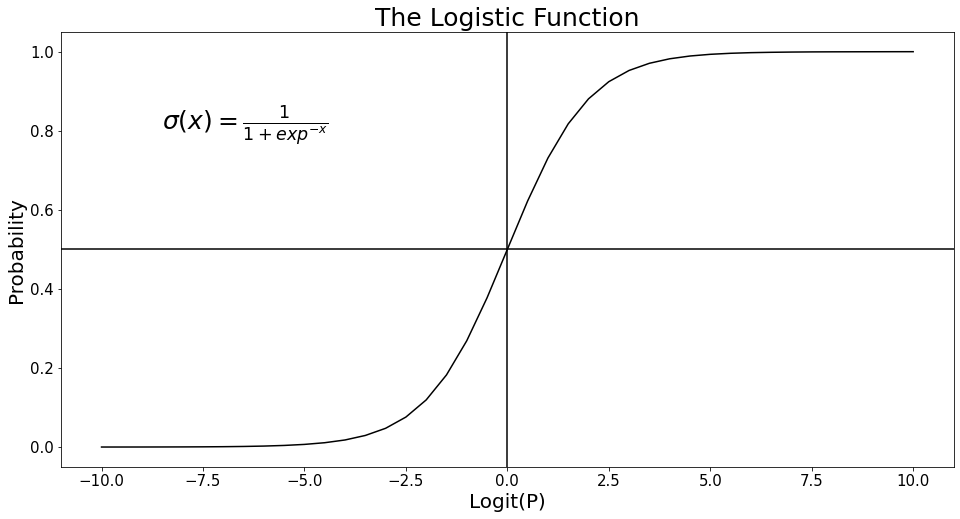 The Logistic Function
1.0
σ(x) = 1/(1 + exp^{-x})
0.8
0.6
Probability
0.4
0.2
0.0
−10.0 −7.5 −5.0 −2.5 0.0 2.5 5.0 7.5 10.0
Logit(P)